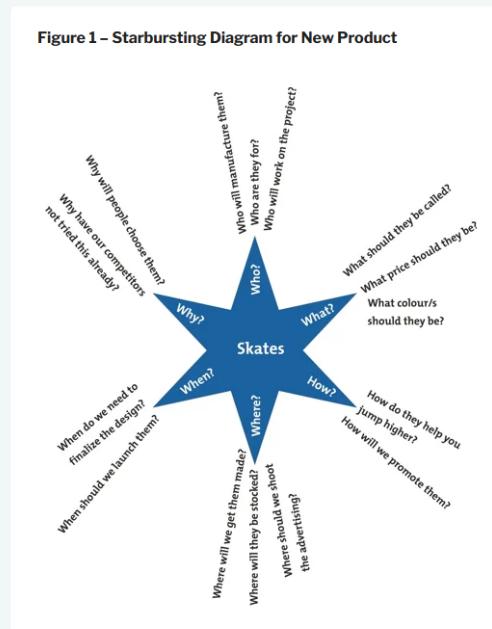 Figure 1 – Starbursting Diagram for New Product
Who will manufacture them?
Who are they for?
Who will work on the project?
Who?
What should they be called?
What price should they be?
What colour/s
should they be?
What?
How do they help you
jump higher?
How will we promote them?
How?
Where will we get them made?
Where will they be stocked?
Where should we shoot
the advertising?
Where?
When do we need to
finalize the design?
When should we launch them?
When?
Why will people choose them?
Why have our competitors
not tried this already?
Why?
Skates